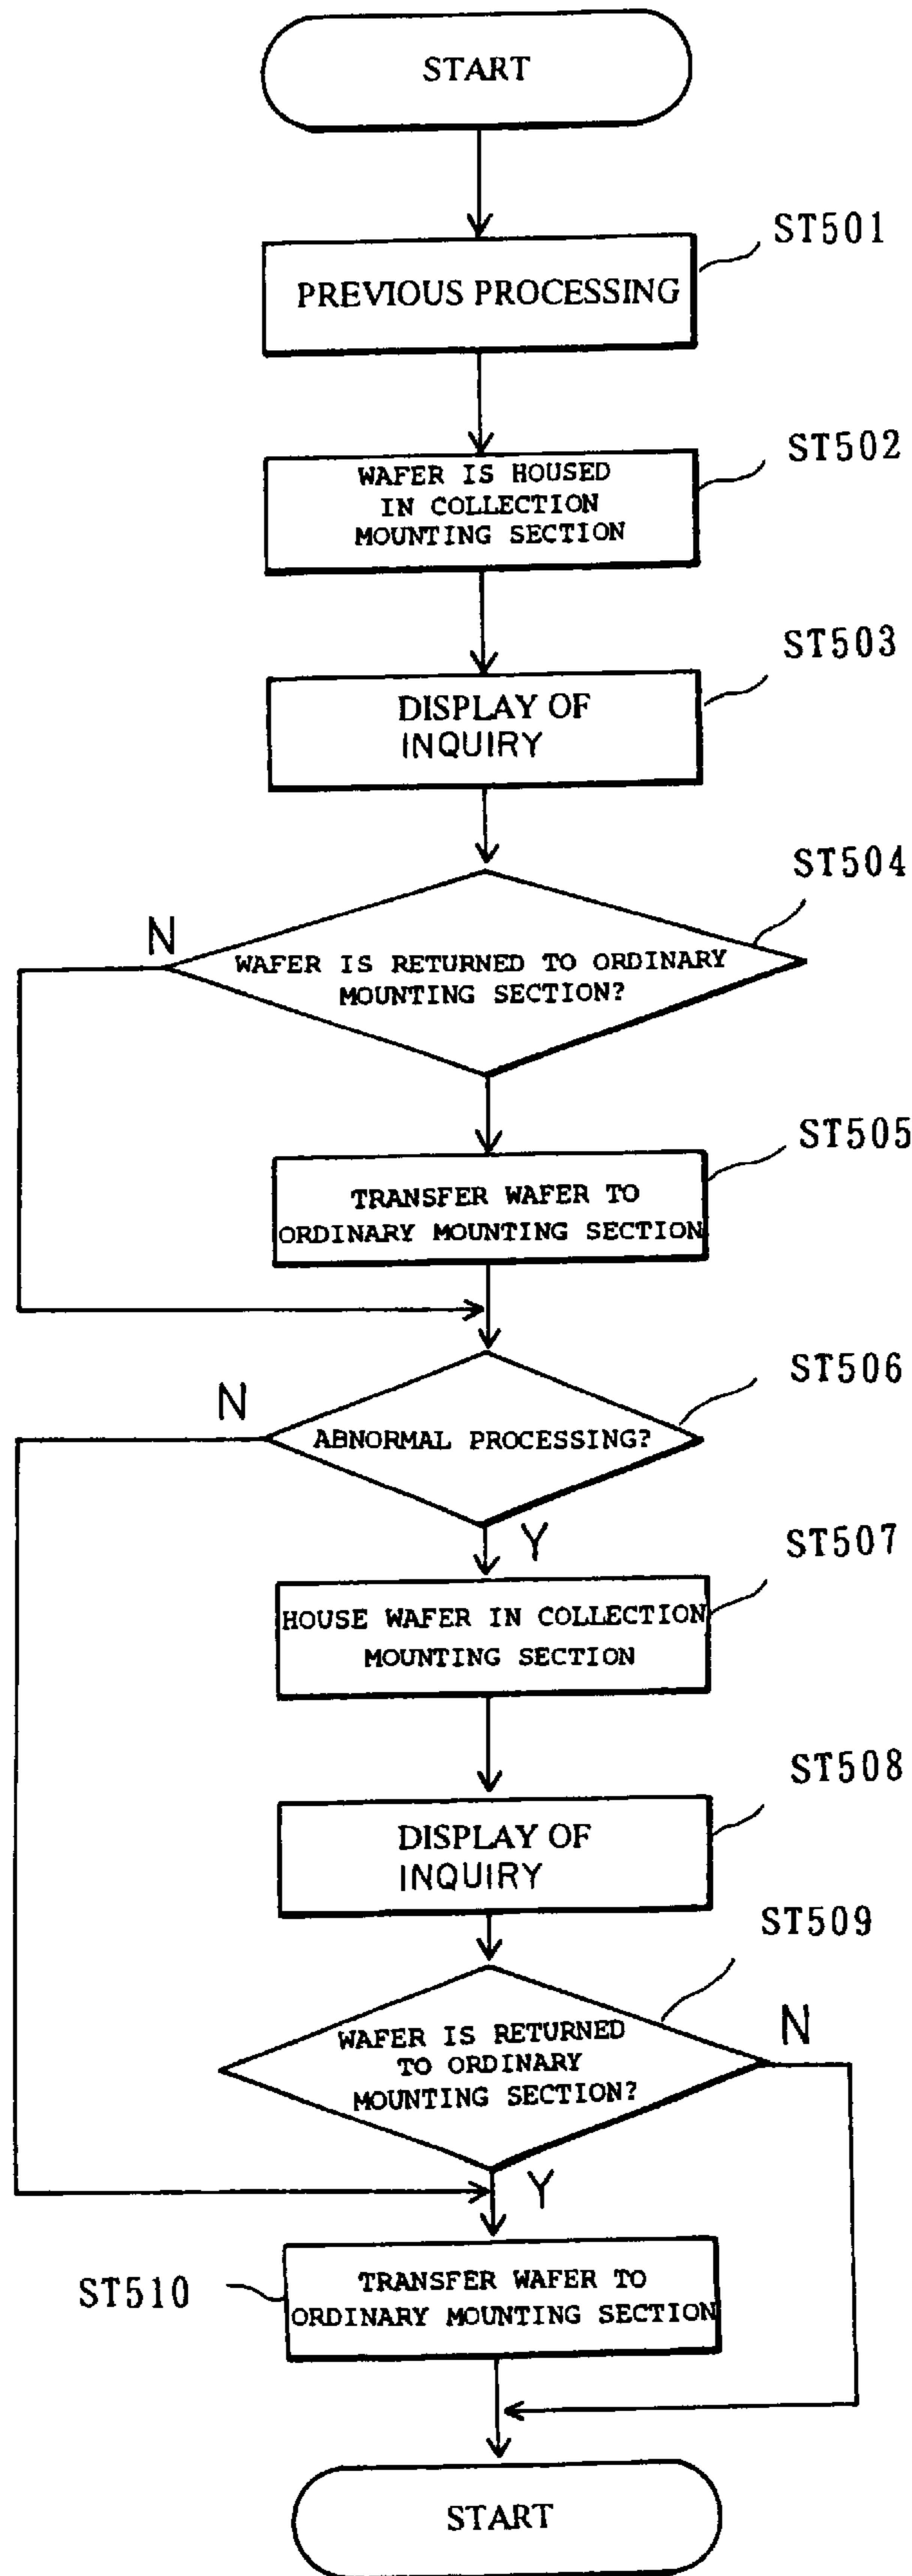 START
ST501
PREVIOUS PROCESSING
ST502
WAFER IS HOUSED
IN COLLECTION
MOUNTING SECTION
ST503
DISPLAY OF
INQUIRY
ST504
N
WAFER IS RETURNED TO ORDINARY
MOUNTING SECTION?
ST505
TRANSFER WAFER TO
ORDINARY MOUNTING SECTION
ST506
N
ABNORMAL PROCESSING?
Y
ST507
HOUSE WAFER IN COLLECTION
MOUNTING SECTION
ST508
DISPLAY OF
INQUIRY
ST509
N
WAFER IS RETURNED
TO ORDINARY
MOUNTING SECTION?
Y
ST510
TRANSFER WAFER TO
ORDINARY MOUNTING SECTION
START